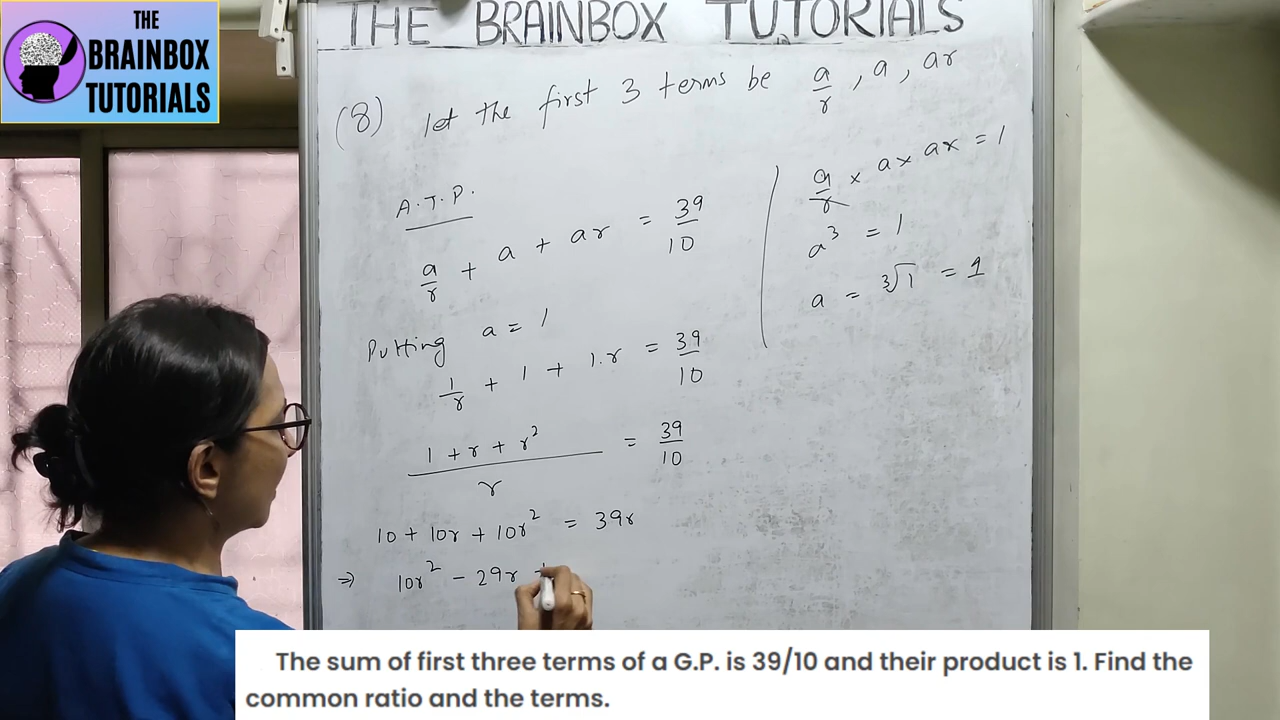 THE
BRAINBOX
TUTORIALS
THE BRAINBOX TUTORIALS
(8) let the first 3 terms be a/r, a, ar
A.T.P.
a/r + a + ar = 39/10
Putting a = 1
1/r + 1 + 1.r = 39/10
1 + r + r² / r = 39/10
10 + 10r + 10r² = 39r
⇒ 10r² - 29r +
a/r × a × ar = 1
a³ = 1
a = ³√1 = 1
The sum of first three terms of a G.P. is 39/10 and their product is 1. Find the
common ratio and the terms.